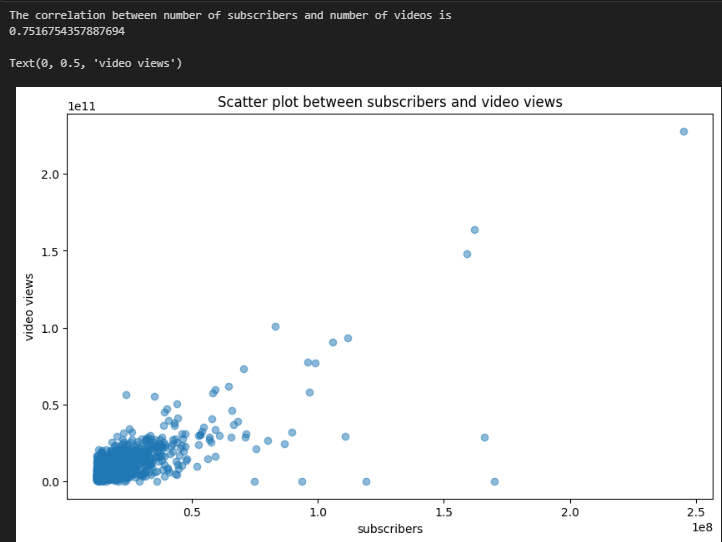 The correlation between number of subscribers and number of videos is
0.7516754357887694
Text(0, 0.5, 'video views')
Scatter plot between subscribers and video views
1e11
2.0
1.5
1.0
0.5
0.0
video views
0.5 1.0 1.5 2.0 2.5
1e8
subscribers